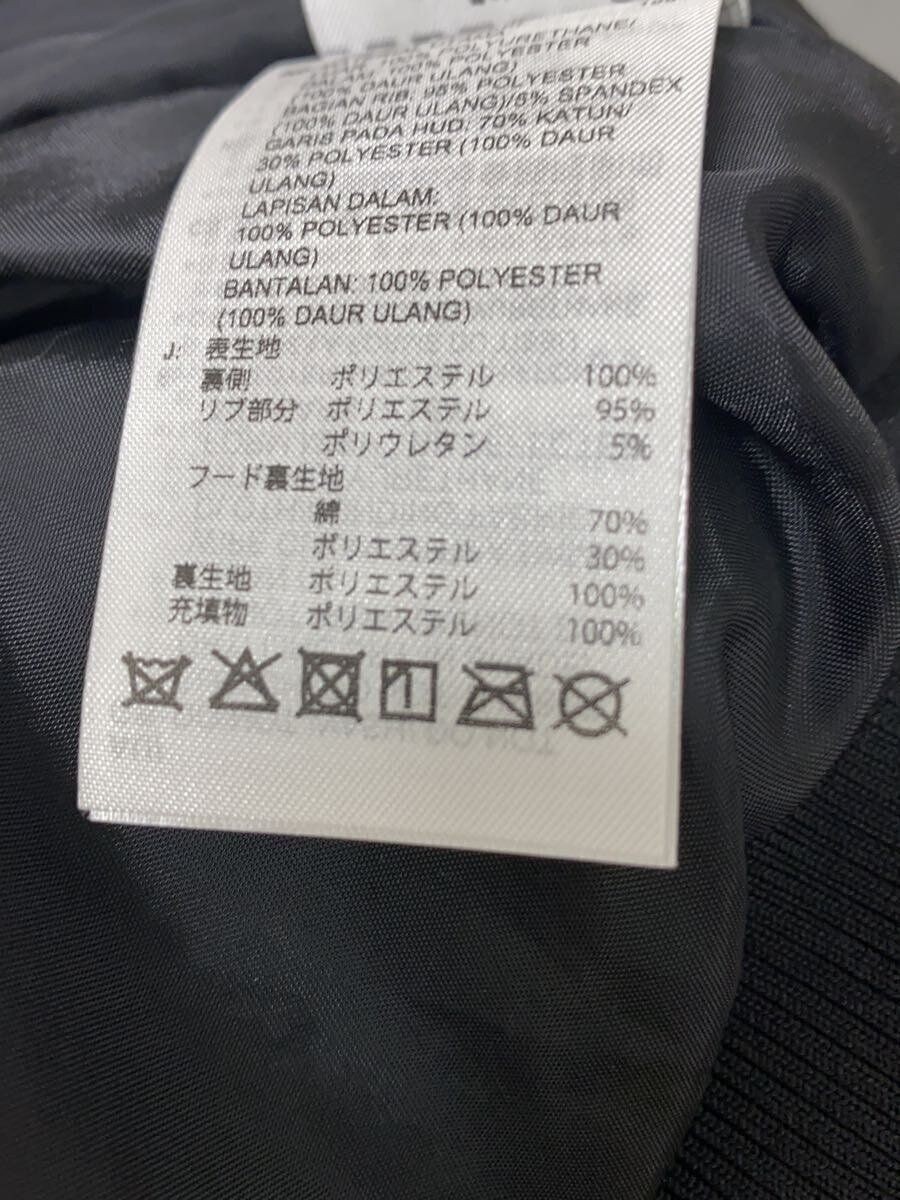 100% POLYURETHANE/
DALAM: 100% POLYESTER
(100% DAUR ULANG)
BAGIAN RIB: 95% POLYESTER
(100% DAUR ULANG)/5% SPANDEX
GARIS PADA HUD: 70% KATUN/
30% POLYESTER (100% DAUR
ULANG)
LAPISAN DALAM:
100% POLYESTER (100% DAUR
ULANG)
BANTALAN: 100% POLYESTER
(100% DAUR ULANG)
J: 表生地
裏側 ポリエステル 100%
リブ部分 ポリエステル 95%
ポリウレタン 5%
フード裏生地
綿 70%
ポリエステル 30%
裏生地 ポリエステル 100%
充填物 ポリエステル 100%